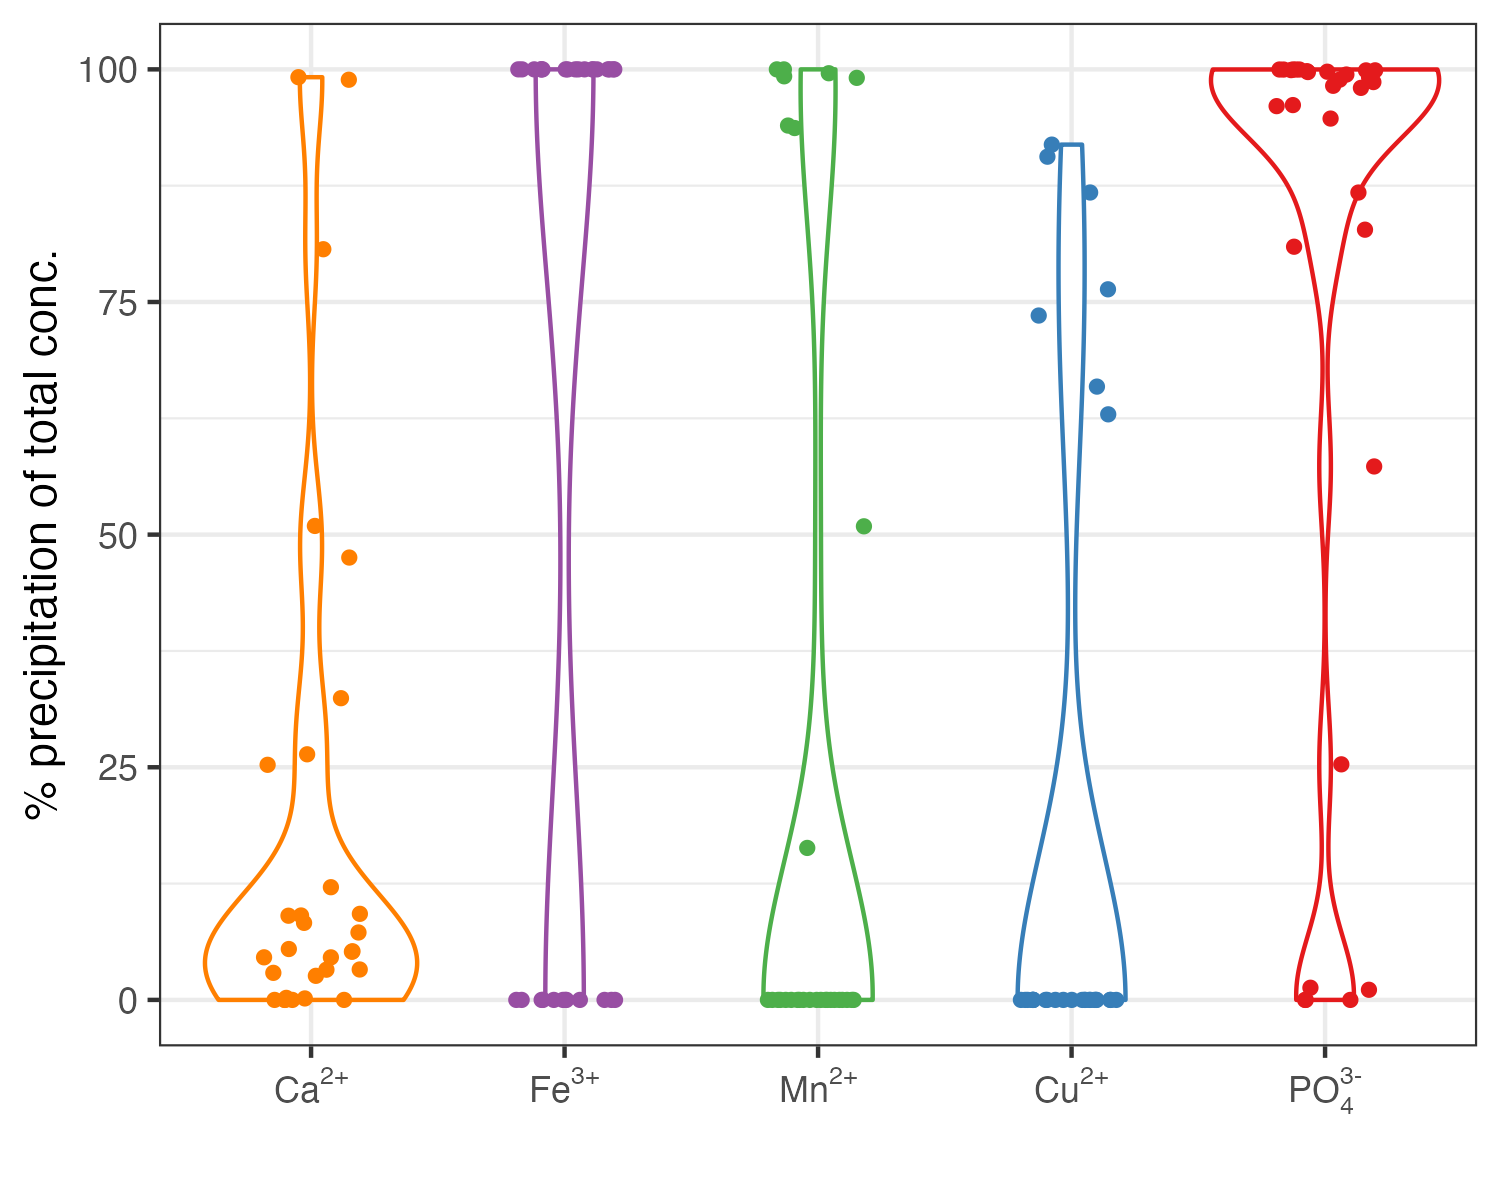 % precipitation of total conc.
100
75
50
25
0
Ca²⁺ Fe³⁺ Mn²⁺ Cu²⁺ PO₄³⁻